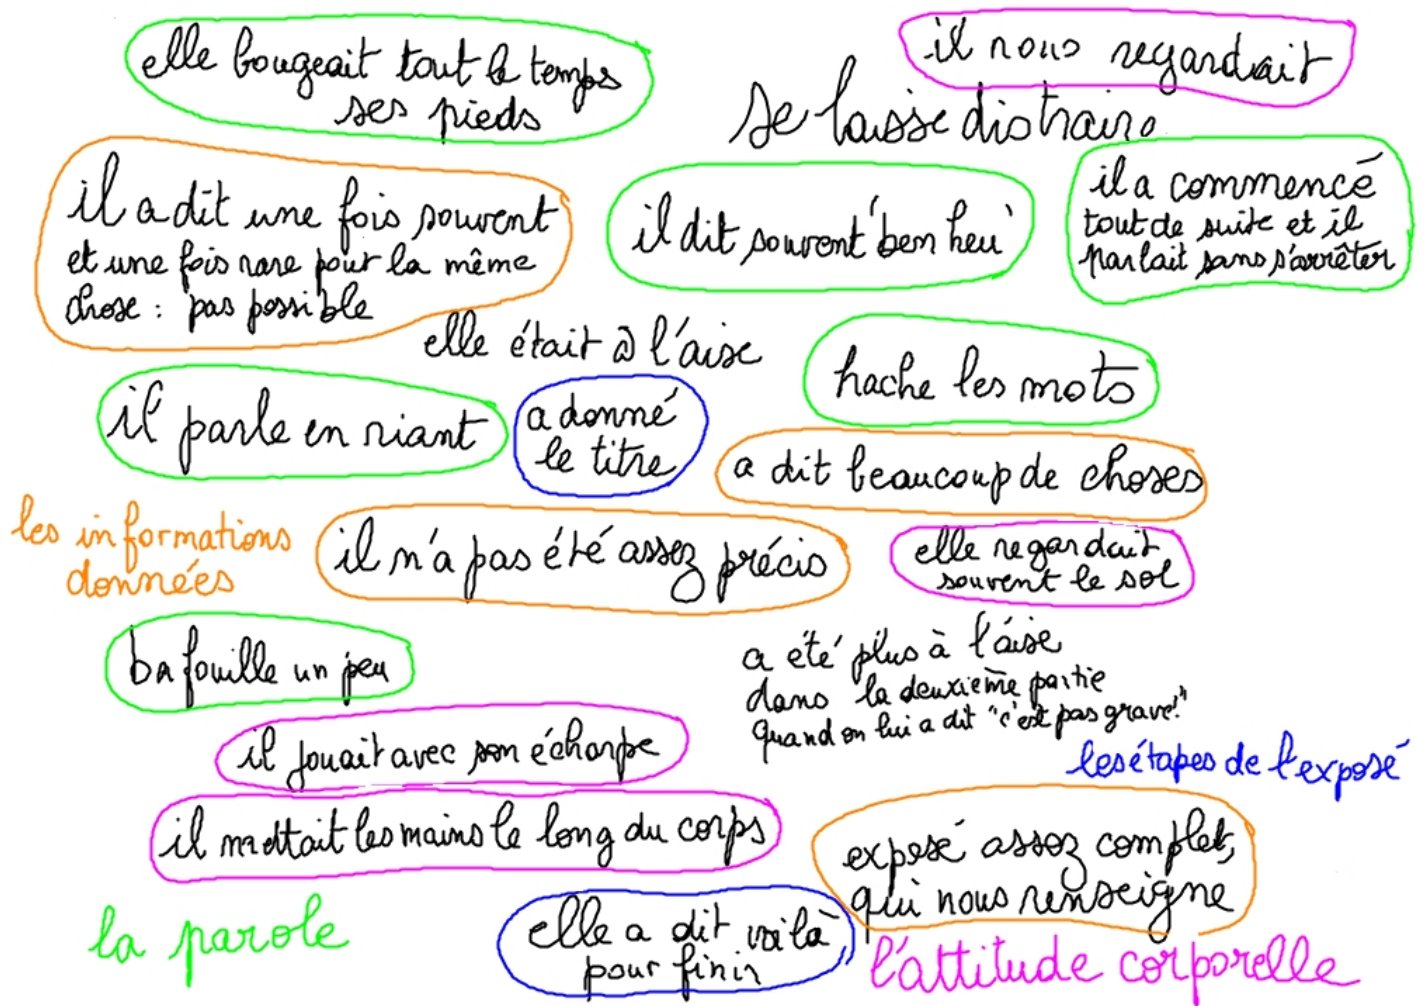 elle bougeait tout le temps
ses pieds
il nous regardait
se laisse distraire
il a dit une fois souvent
et une fois rare pour la même
chose : pas possible
il dit souvent 'ben heu'
il a commencé
tout de suite et il
parlait sans s'arrêter
elle était à l'aise
hache les mots
il parle en riant
a donné
le titre
a dit beaucoup de choses
les informations
données
il n'a pas été assez précis
elle regardait
souvent le sol
bafouille un peu
a été plus à l'aise
dans la deuxième partie
quand on lui a dit "c'est pas grave!"
il jouait avec son écharpe
les étapes de l'exposé
il mettait les mains le long du corps
exposé assez complet,
qui nous renseigne
la parole
elle a dit voilà
pour finir
l'attitude corporelle